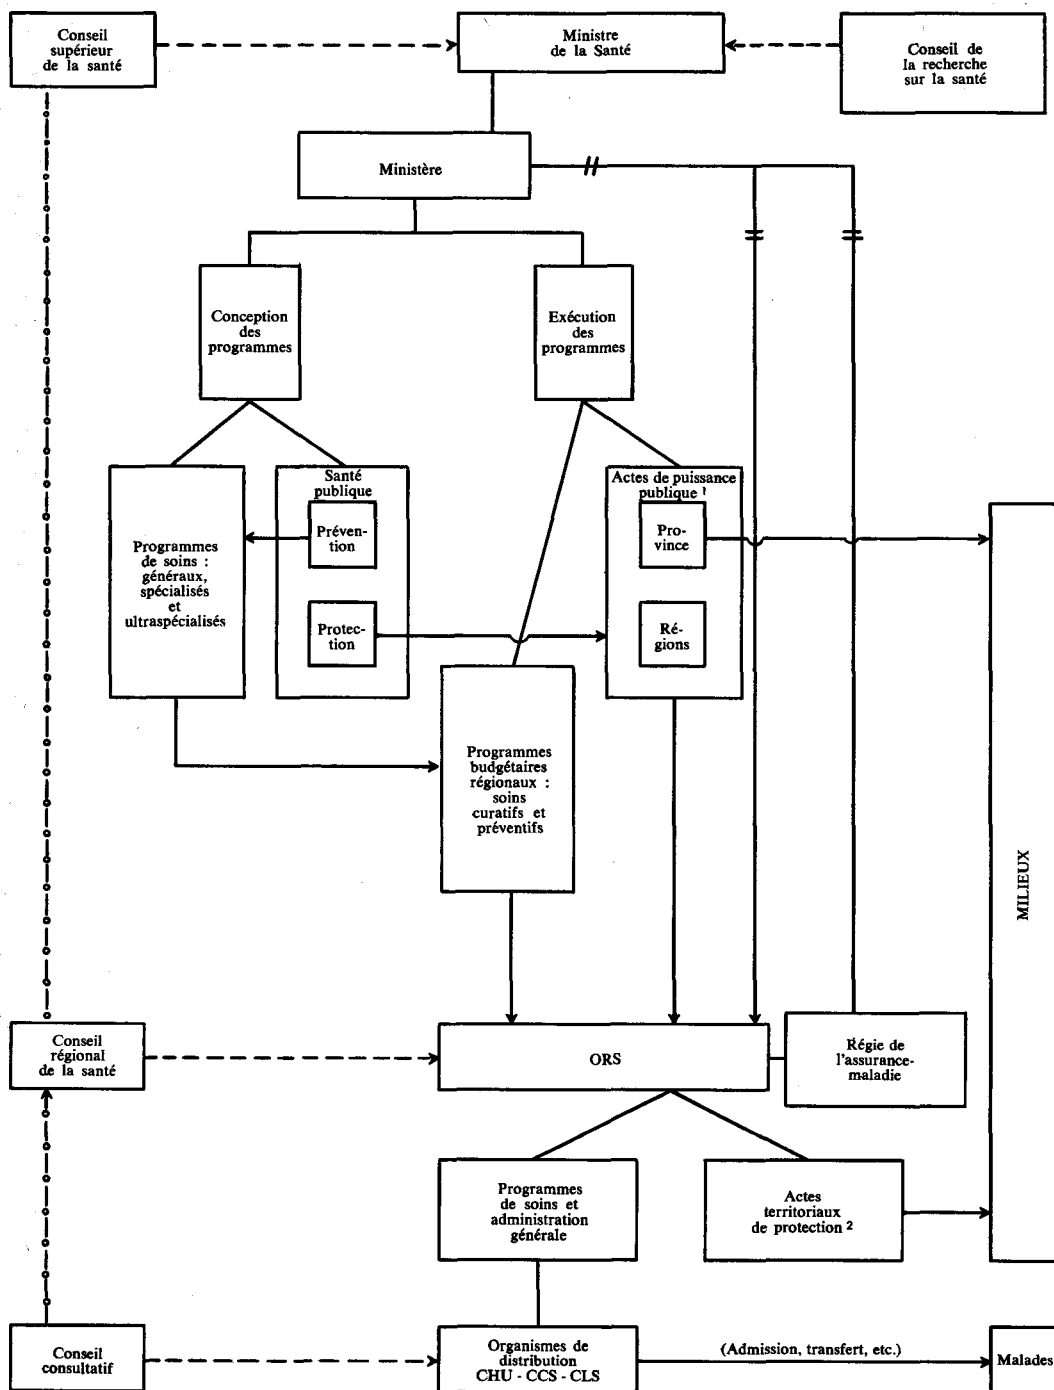 Conseil
supérieur
de la santé
Ministre
de la Santé
Conseil de
la recherche
sur la santé
Ministère
Conception
des
programmes
Exécution
des
programmes
Programmes
de soins :
généraux,
spécialisés
et
ultraspécialisés
Santé
publique
Préven-
tion
Protec-
tion
Actes de puissance
publique 1
Pro-
vince
Ré-
gions
Programmes
budgétaires
régionaux :
soins
curatifs et
préventifs
MILIEUX
Conseil
régional
de la santé
ORS
Régie de
l'assurance-
maladie
Programmes
de soins et
administration
générale
Actes
territoriaux
de protection 2
Conseil
consultatif
Organismes de
distribution
CHU - CCS - CLS
(Admission, transfert, etc.)
Malades